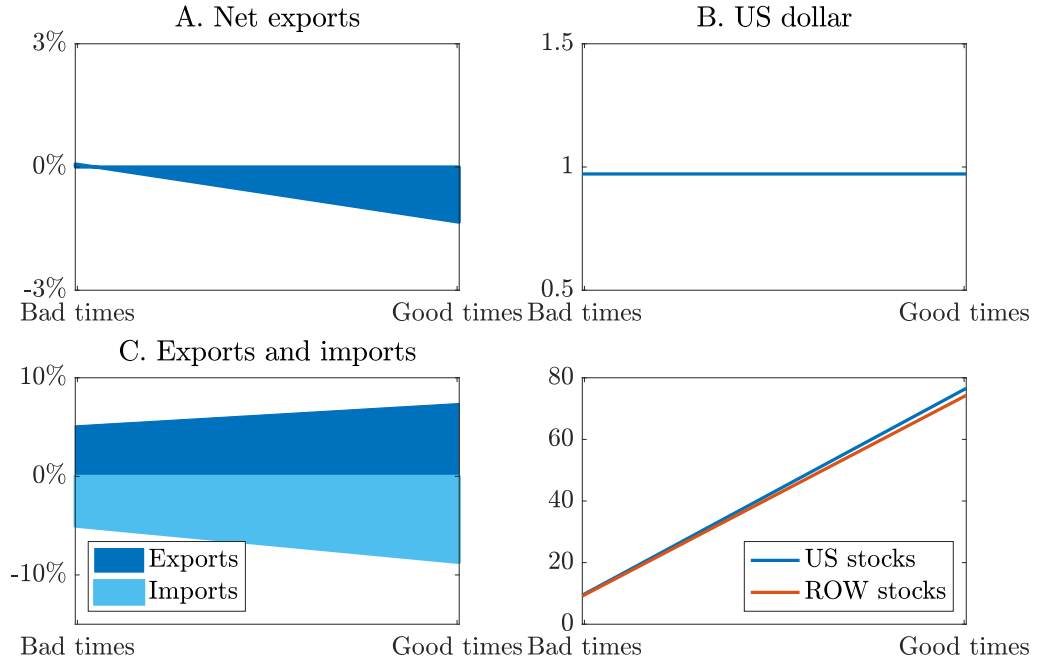 A. Net exports
3%
0%
-3%
Bad times
Good times
B. US dollar
1.5
1
0.5
Bad times
Good times
C. Exports and imports
10%
0%
-10%
Exports
Imports
Bad times
Good times
80
60
40
20
0
US stocks
ROW stocks
Bad times
Good times